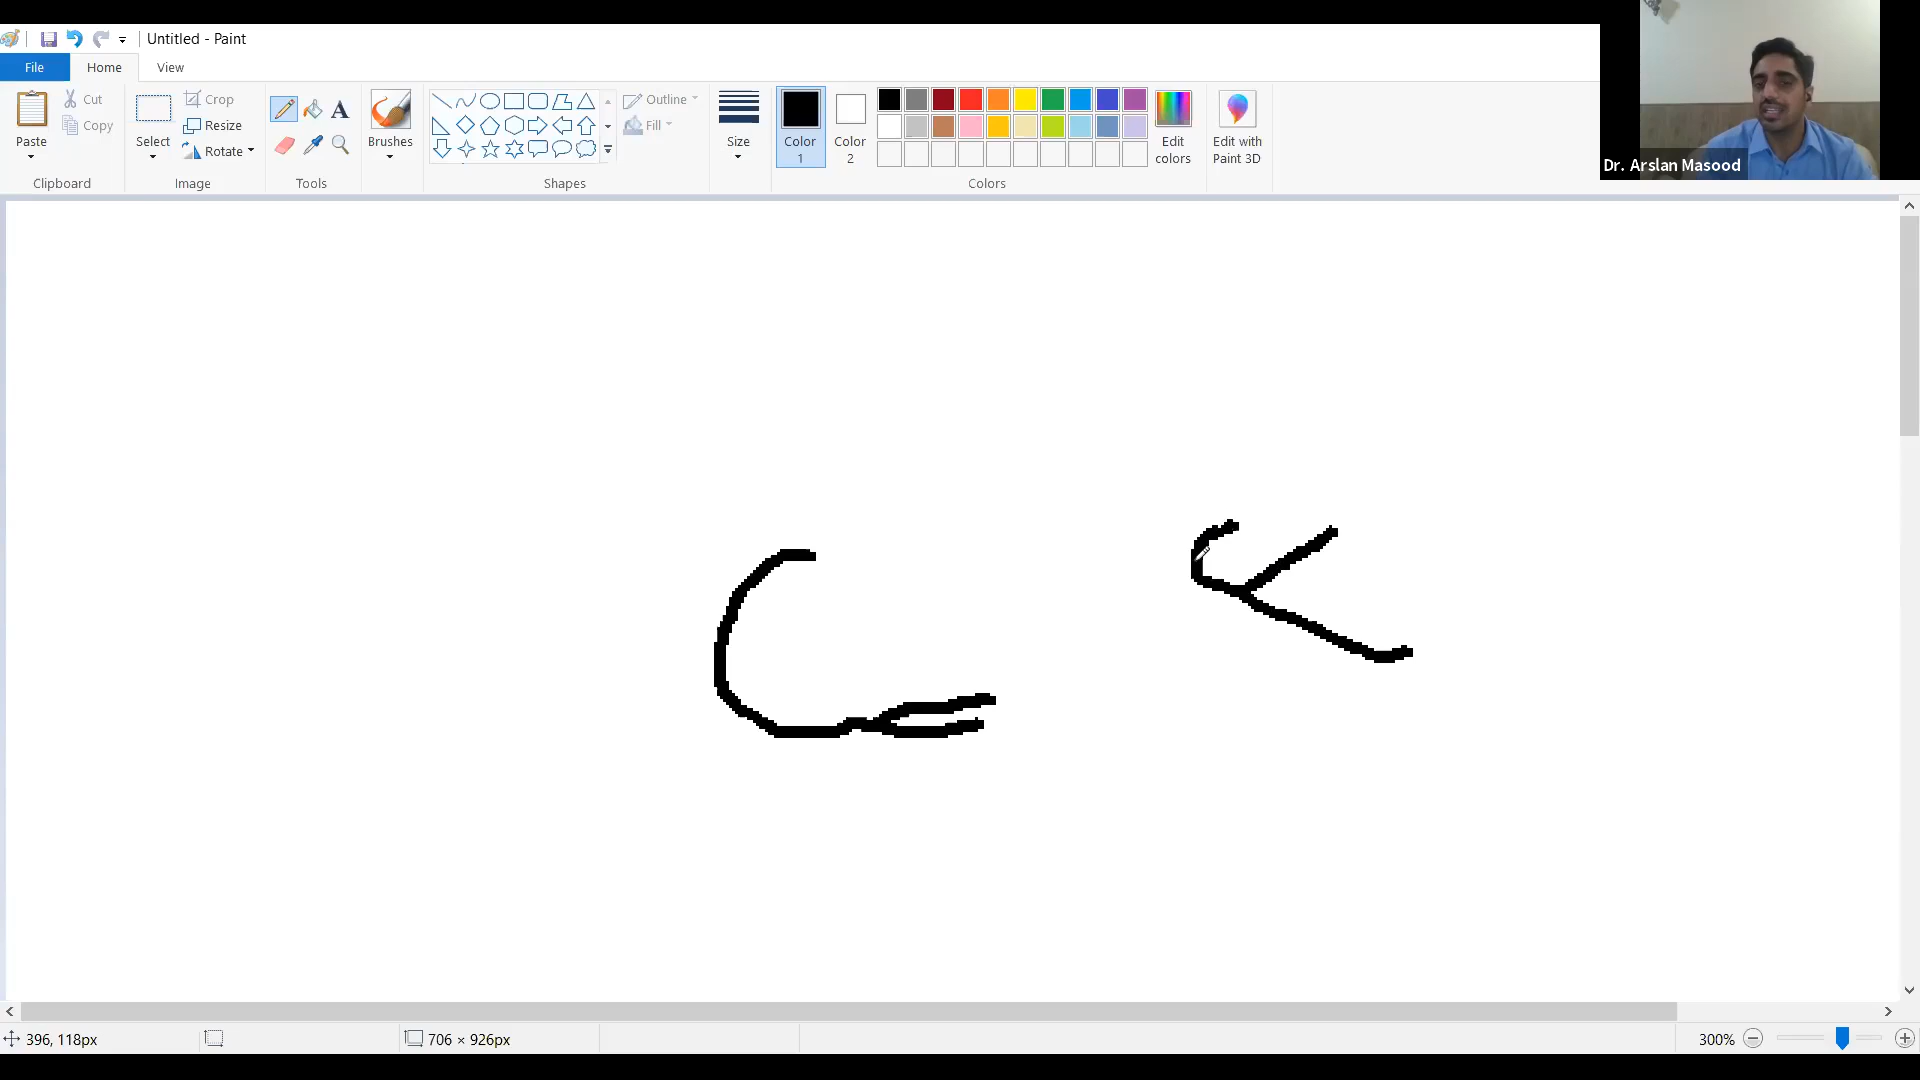 Untitled - Paint
File Home View
Paste
Cut
Copy
Clipboard
Select
Crop
Resize
Rotate
Image
Tools
Brushes
Shapes
Outline
Fill
Size
Color 1
Color 2
Edit colors
Colors
Edit with Paint 3D
Dr. Arslan Masood
396, 118px
706 × 926px
300%